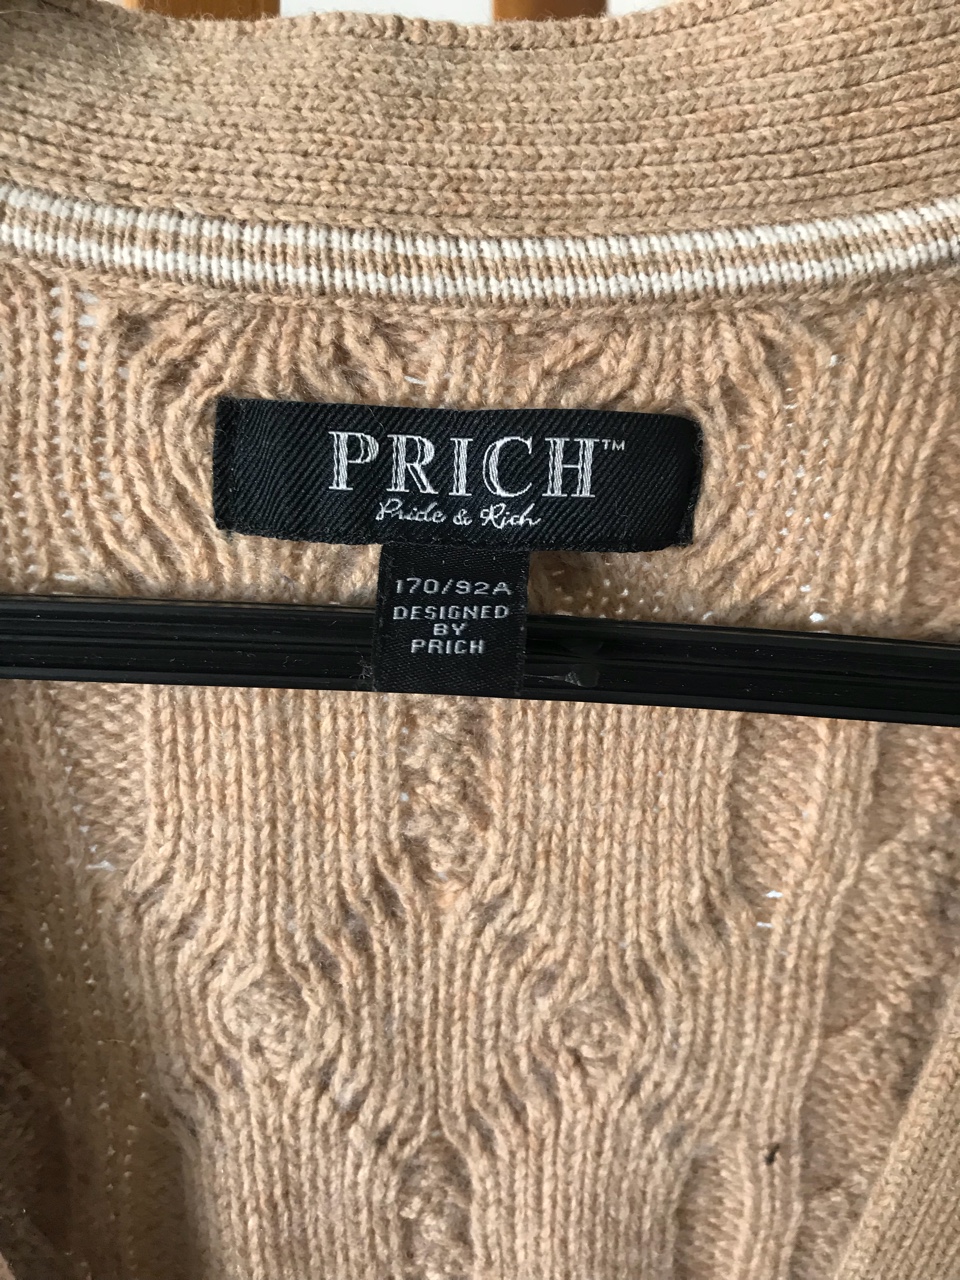 PRICH™
Pride & Rich
170/92A
DESIGNED
BY
PRICH